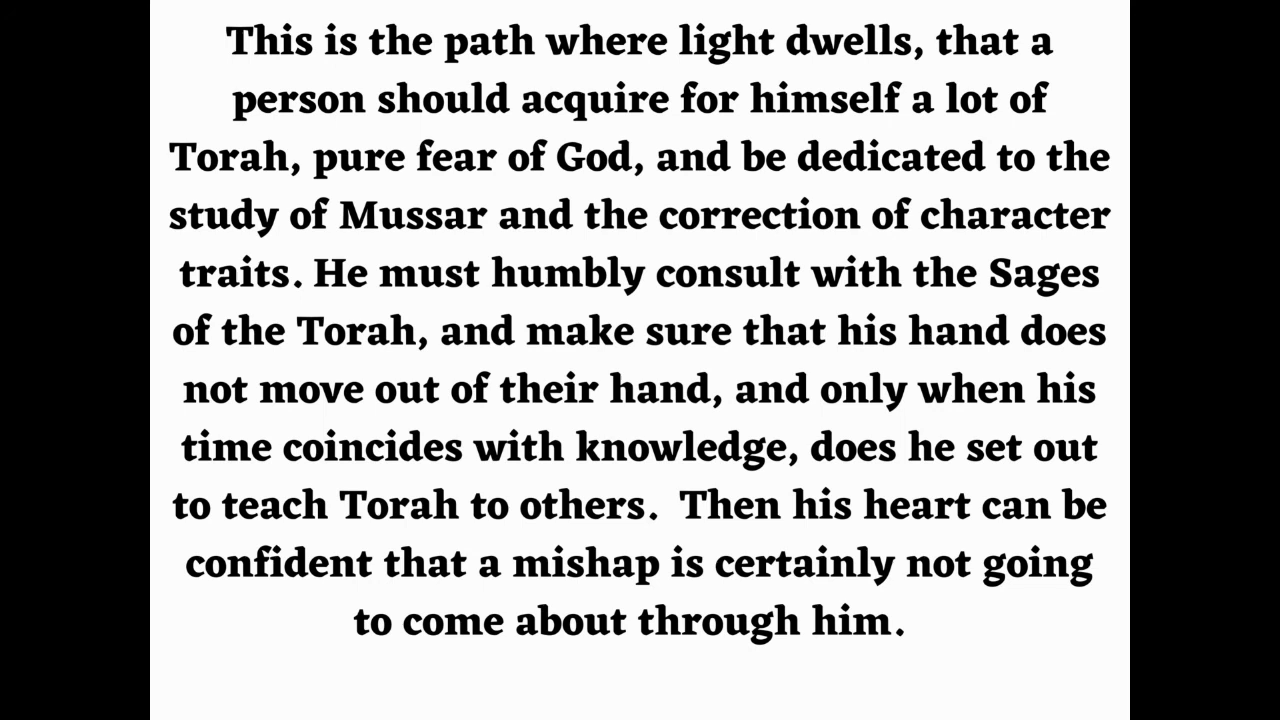 This is the path where light dwells, that a
person should acquire for himself a lot of
Torah, pure fear of God, and be dedicated to the
study of Mussar and the correction of character
traits. He must humbly consult with the Sages
of the Torah, and make sure that his hand does
not move out of their hand, and only when his
time coincides with knowledge, does he set out
to teach Torah to others.  Then his heart can be
confident that a mishap is certainly not going
to come about through him.